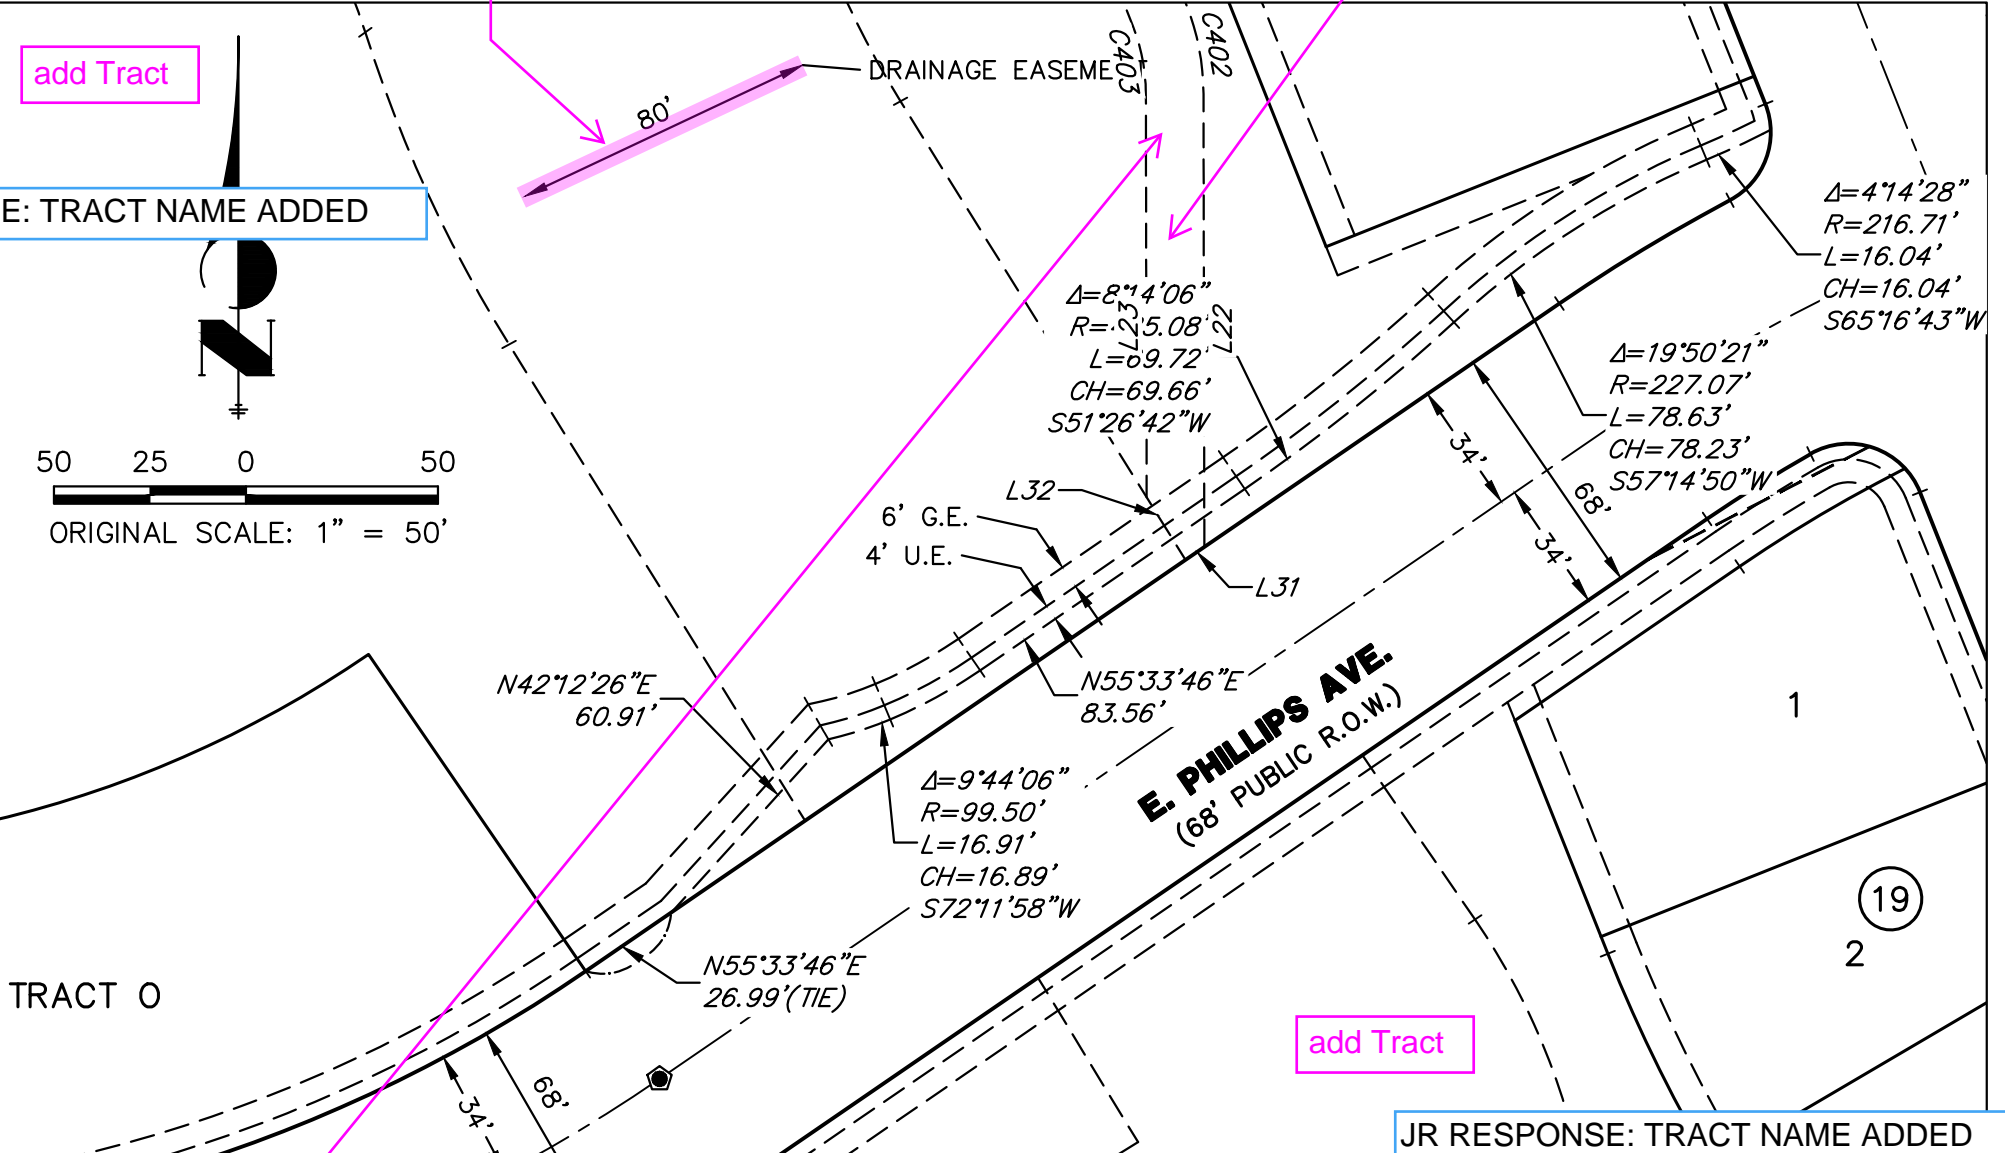 add Tract
E: TRACT NAME ADDED
N
50 25 0 50
ORIGINAL SCALE: 1" = 50'
80'
DRAINAGE EASEME
C403
C402
Δ=4°14'28"
R=216.71'
L=16.04'
CH=16.04'
S65°16'43"W
Δ=8°14'06"
5.08'
L=69.72'
CH=69.66'
S51°26'42"W
L23
L22
Δ=19°50'21"
R=227.07'
L=78.63'
CH=78.23'
S57°14'50"W
34'
68'
34'
L32
6' G.E.
4' U.E.
L31
N42°12'26"E
60.91'
N55°33'46"E
83.56'
E. PHILLIPS AVE.
(68' PUBLIC R.O.W.)
1
Δ=9°44'06"
R=99.50'
L=16.91'
CH=16.89'
S72°11'58"W
19
2
N55°33'46"E
26.99'(TIE)
TRACT O
68'
34'
add Tract
JR RESPONSE: TRACT NAME ADDED